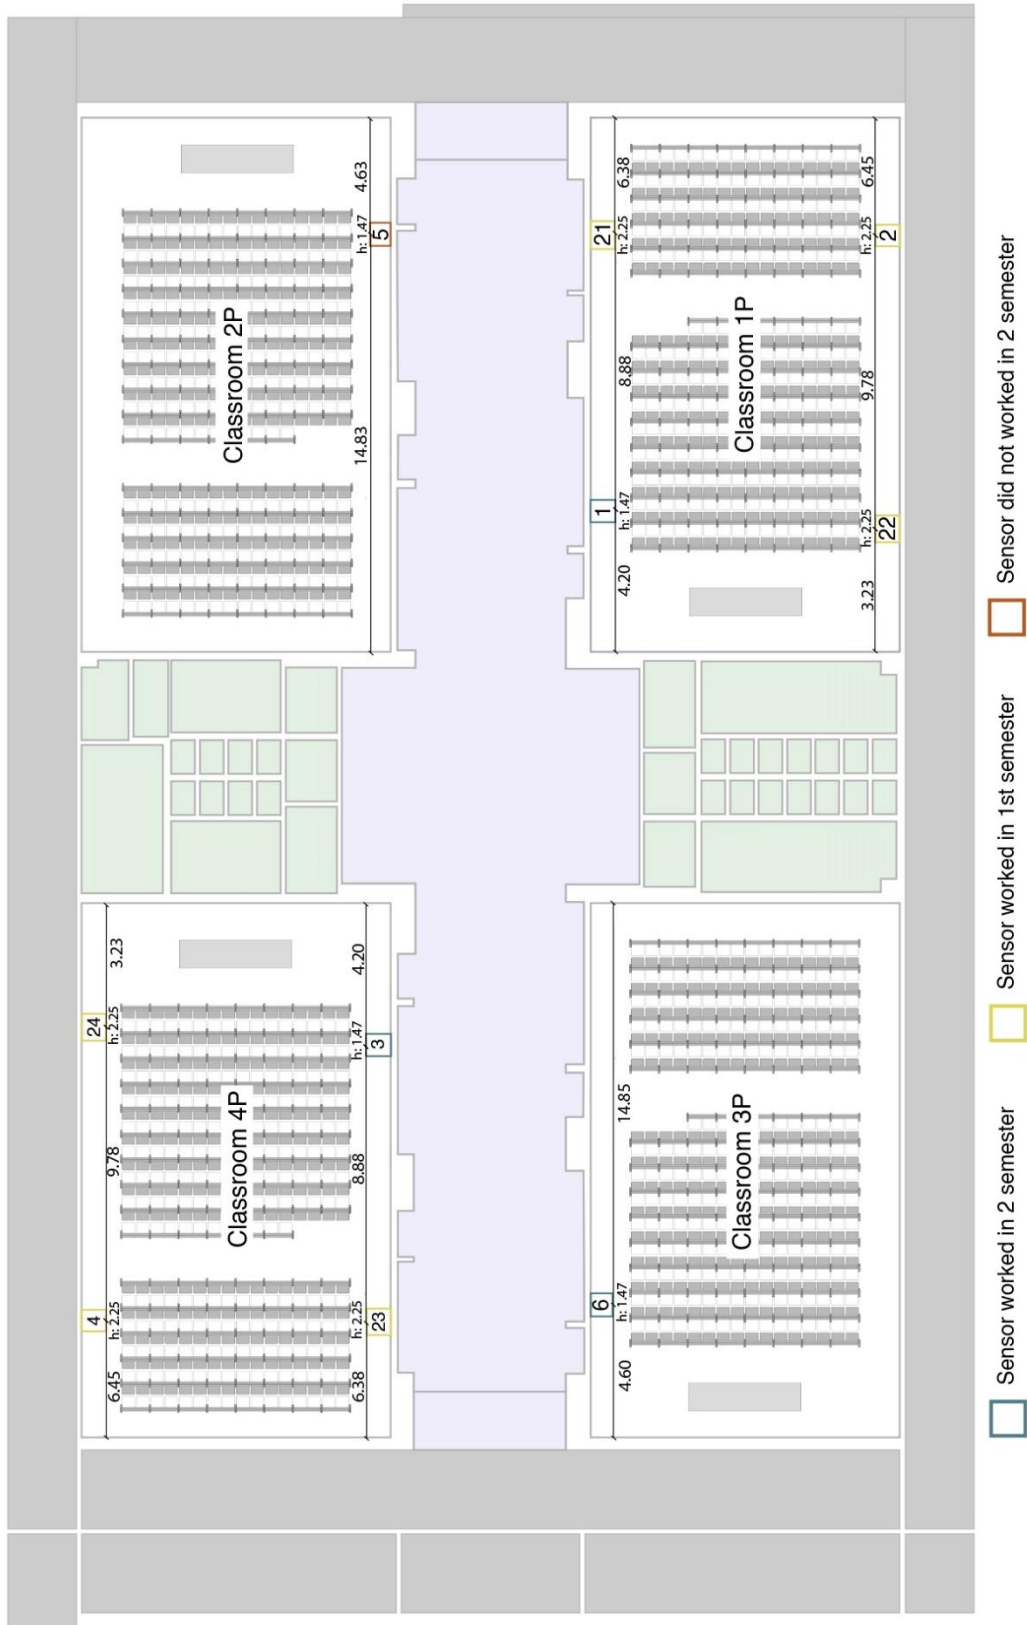 Classroom 4P
24
h: 2.25
3.23
9.78
4
h: 2.25
6.45
4.20
3
h: 1.47
8.88
23
h: 2.25
6.38
Classroom 2P
4.63
h: 1.47
5
14.83
Classroom 3P
14.85
6
h: 1.47
4.60
Classroom 1P
21
h: 2.25
6.38
8.88
1
h: 1.47
4.20
6.45
h: 2.25
2
9.78
h: 2.25
22
3.23
Sensor worked in 2 semester
Sensor worked in 1st semester
Sensor did not worked in 2 semester